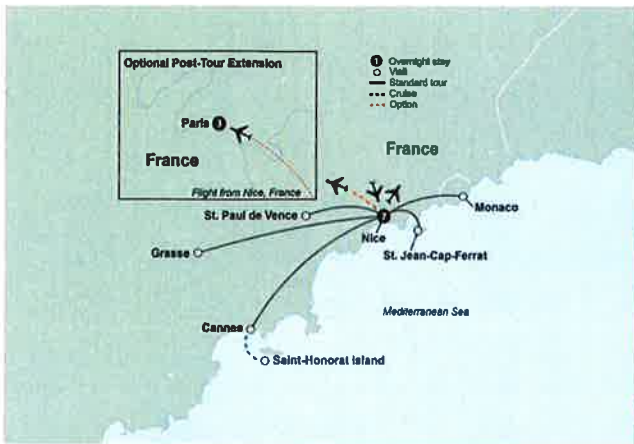 Optional Post-Tour Extension
Paris 3
France
Flight from Nice, France
1 Overnight stay
Visit
Standard tour
Cruise
Option
France
St. Paul de Vence
Monaco
7
Nice
Grasse
St. Jean-Cap-Ferrat
Mediterranean Sea
Cannes
Saint-Honorat Island